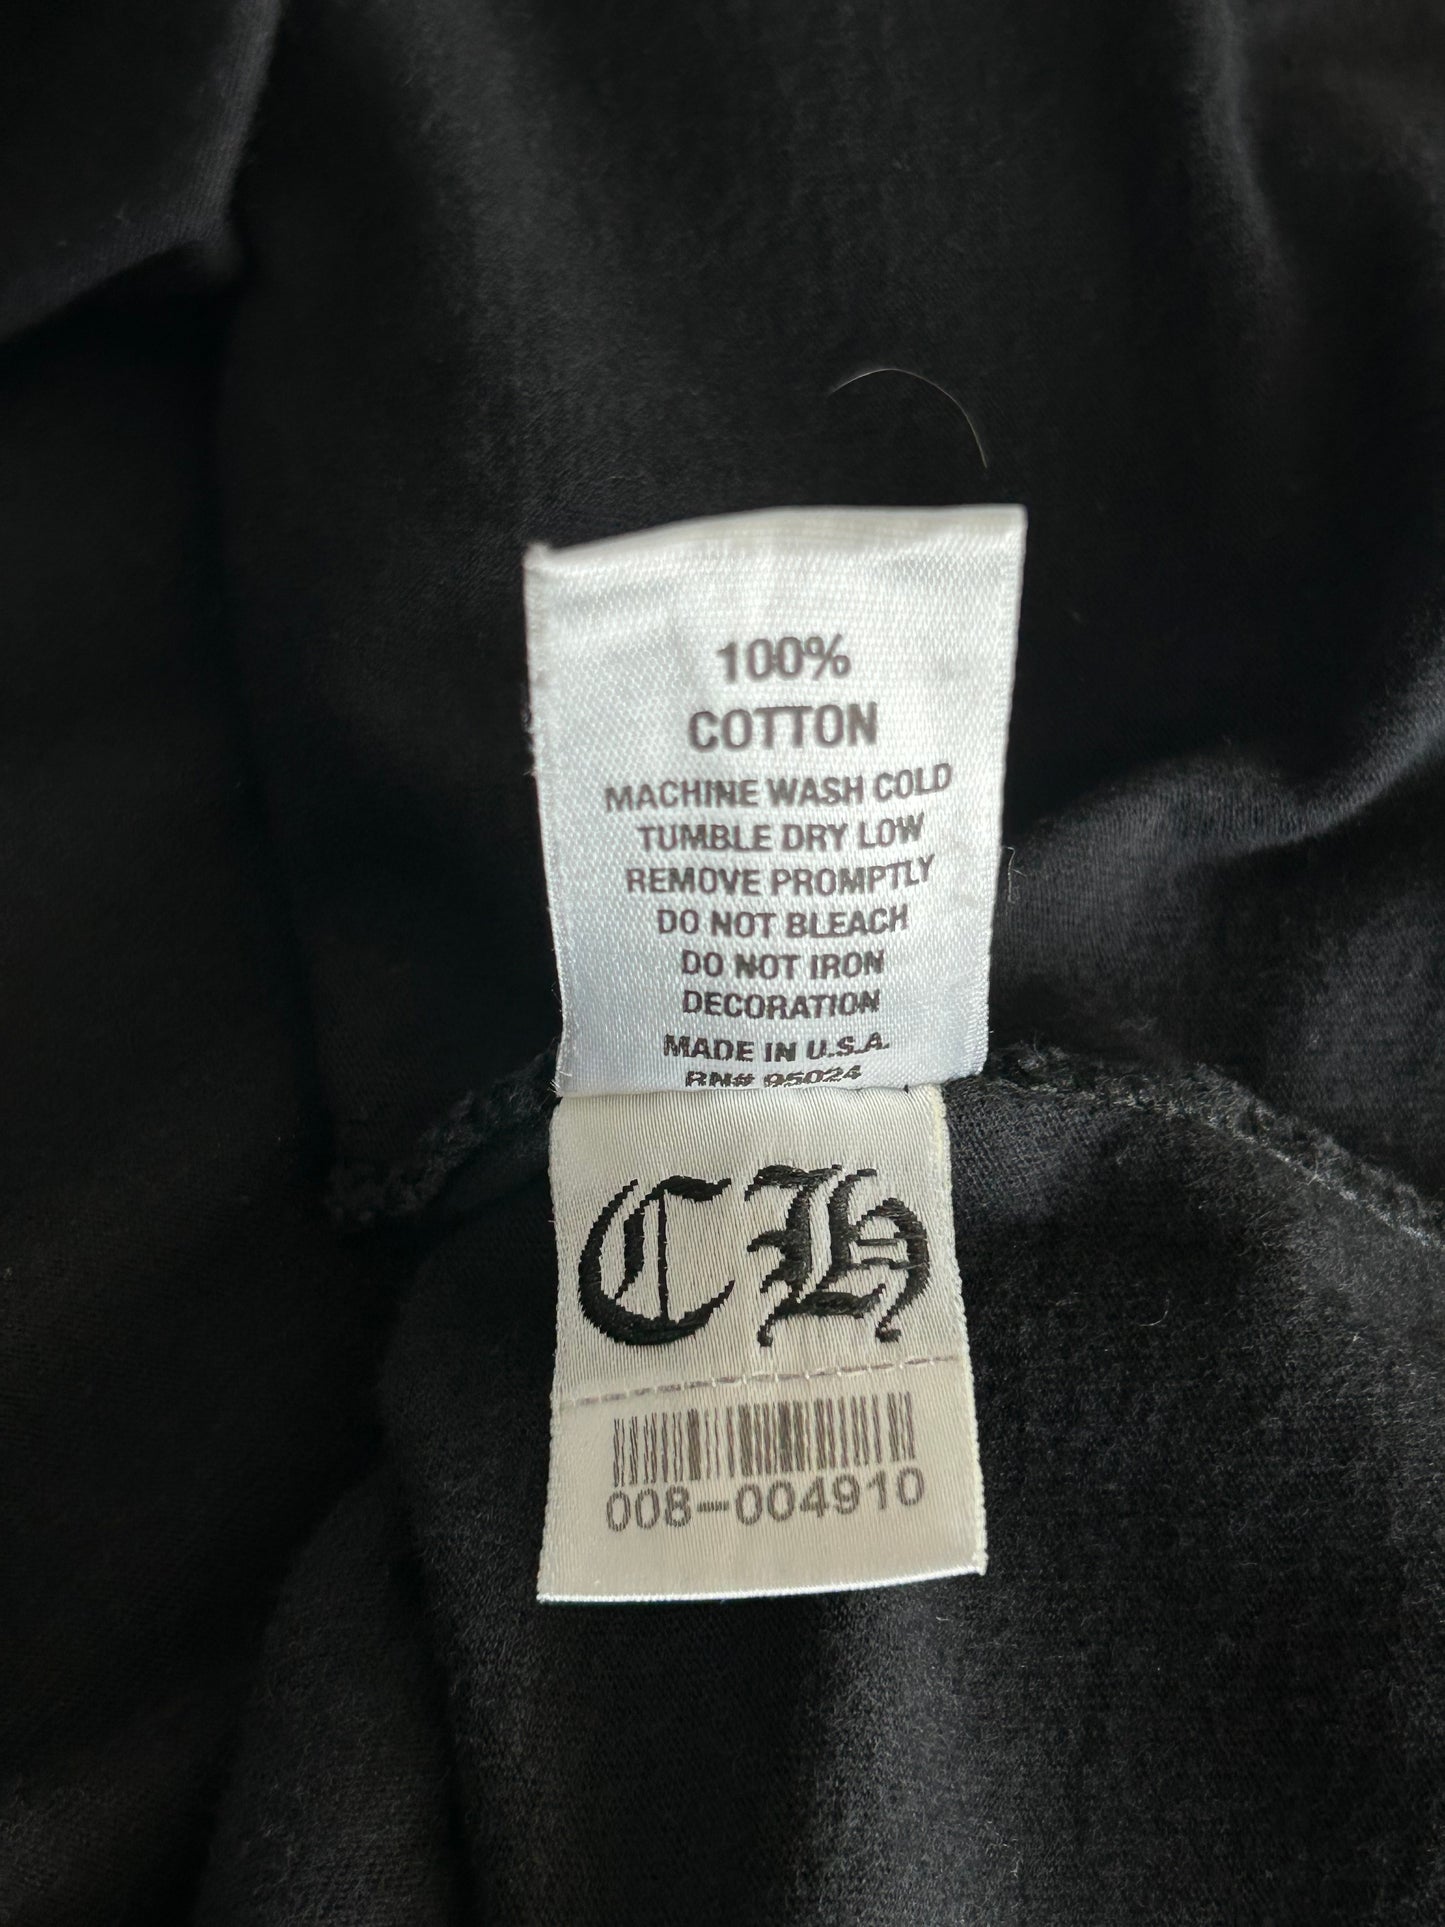 100%
COTTON
MACHINE WASH COLD
TUMBLE DRY LOW
REMOVE PROMPTLY
DO NOT BLEACH
DO NOT IRON
DECORATION
MADE IN U.S.A.
RN# 95024
CH
008-004910